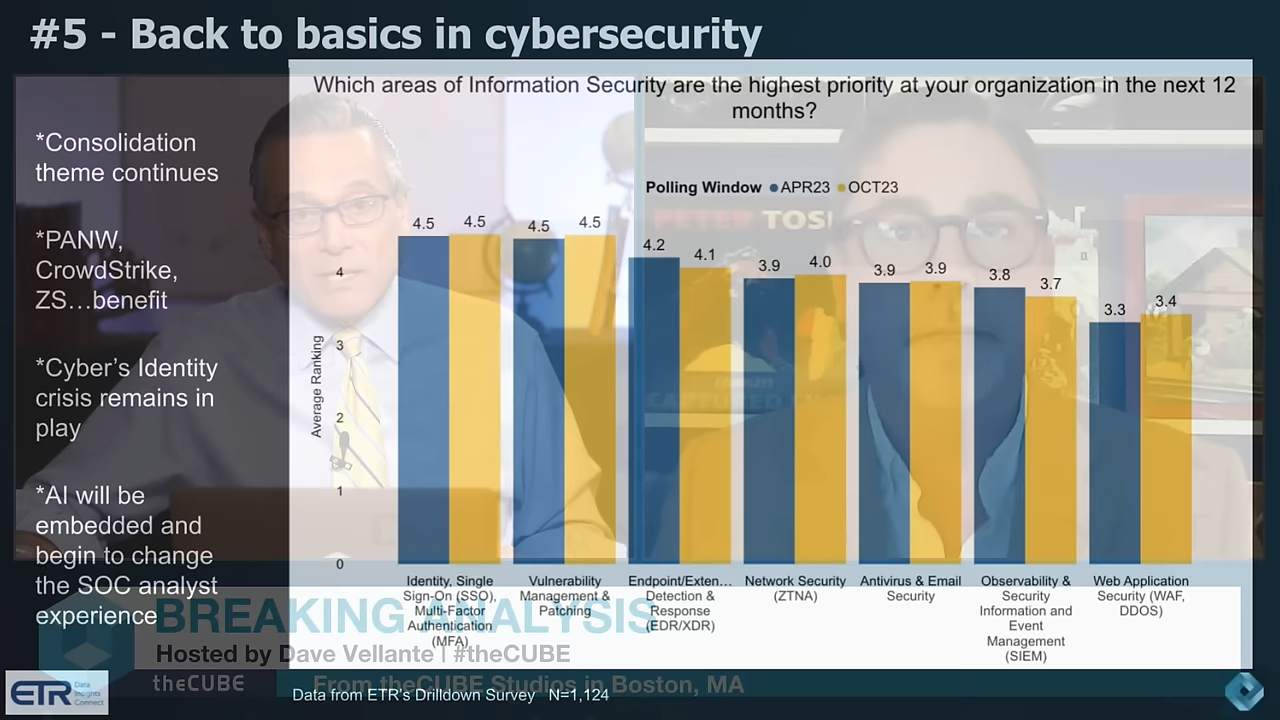 #5 - Back to basics in cybersecurity
*Consolidation
theme continues
*PANW,
CrowdStrike,
ZS...benefit
*Cyber's Identity
crisis remains in
play
*AI will be
embedded and
begin to change
the SOC analyst
experience
Which areas of Information Security are the highest priority at your organization in the next 12
months?
Polling Window APR23 OCT23
PETER TOS
4.5 4.5 4.5 4.5 4.2 4.1 3.9 4.0 3.9 3.9 3.8 3.7 3.3 3.4
Average Ranking
4
3
2
1
0
Identity, Single
Sign-On (SSO),
Multi-Factor
Authentication
(MFA)
Vulnerability
Management &
Patching
Endpoint/Exten...
Detection &
Response
(EDR/XDR)
Network Security
(ZTNA)
Antivirus & Email
Security
Observability &
Security
Information and
Event
Management
(SIEM)
Web Application
Security (WAF,
DDOS)
BREAKING ANALYSIS
Hosted by Dave Vellante | #theCUBE
theCUBE
From theCUBE Studios in Boston, MA
ETR Data
Insights
Connect
Data from ETR's Drilldown Survey N=1,124